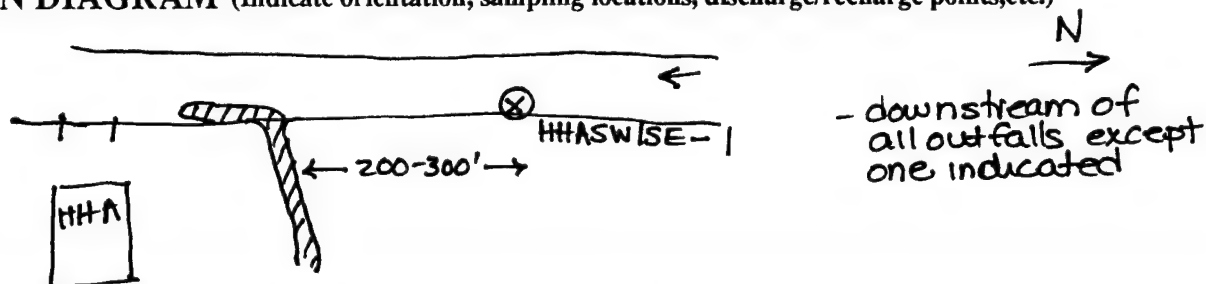 N DIAGRAM (Indicate orientation, sampling locations, discharge/recharge points,etc.)
N
HHASW/SE-1
- downstream of
all outfalls except
one indicated
← 200-300' →
HHA